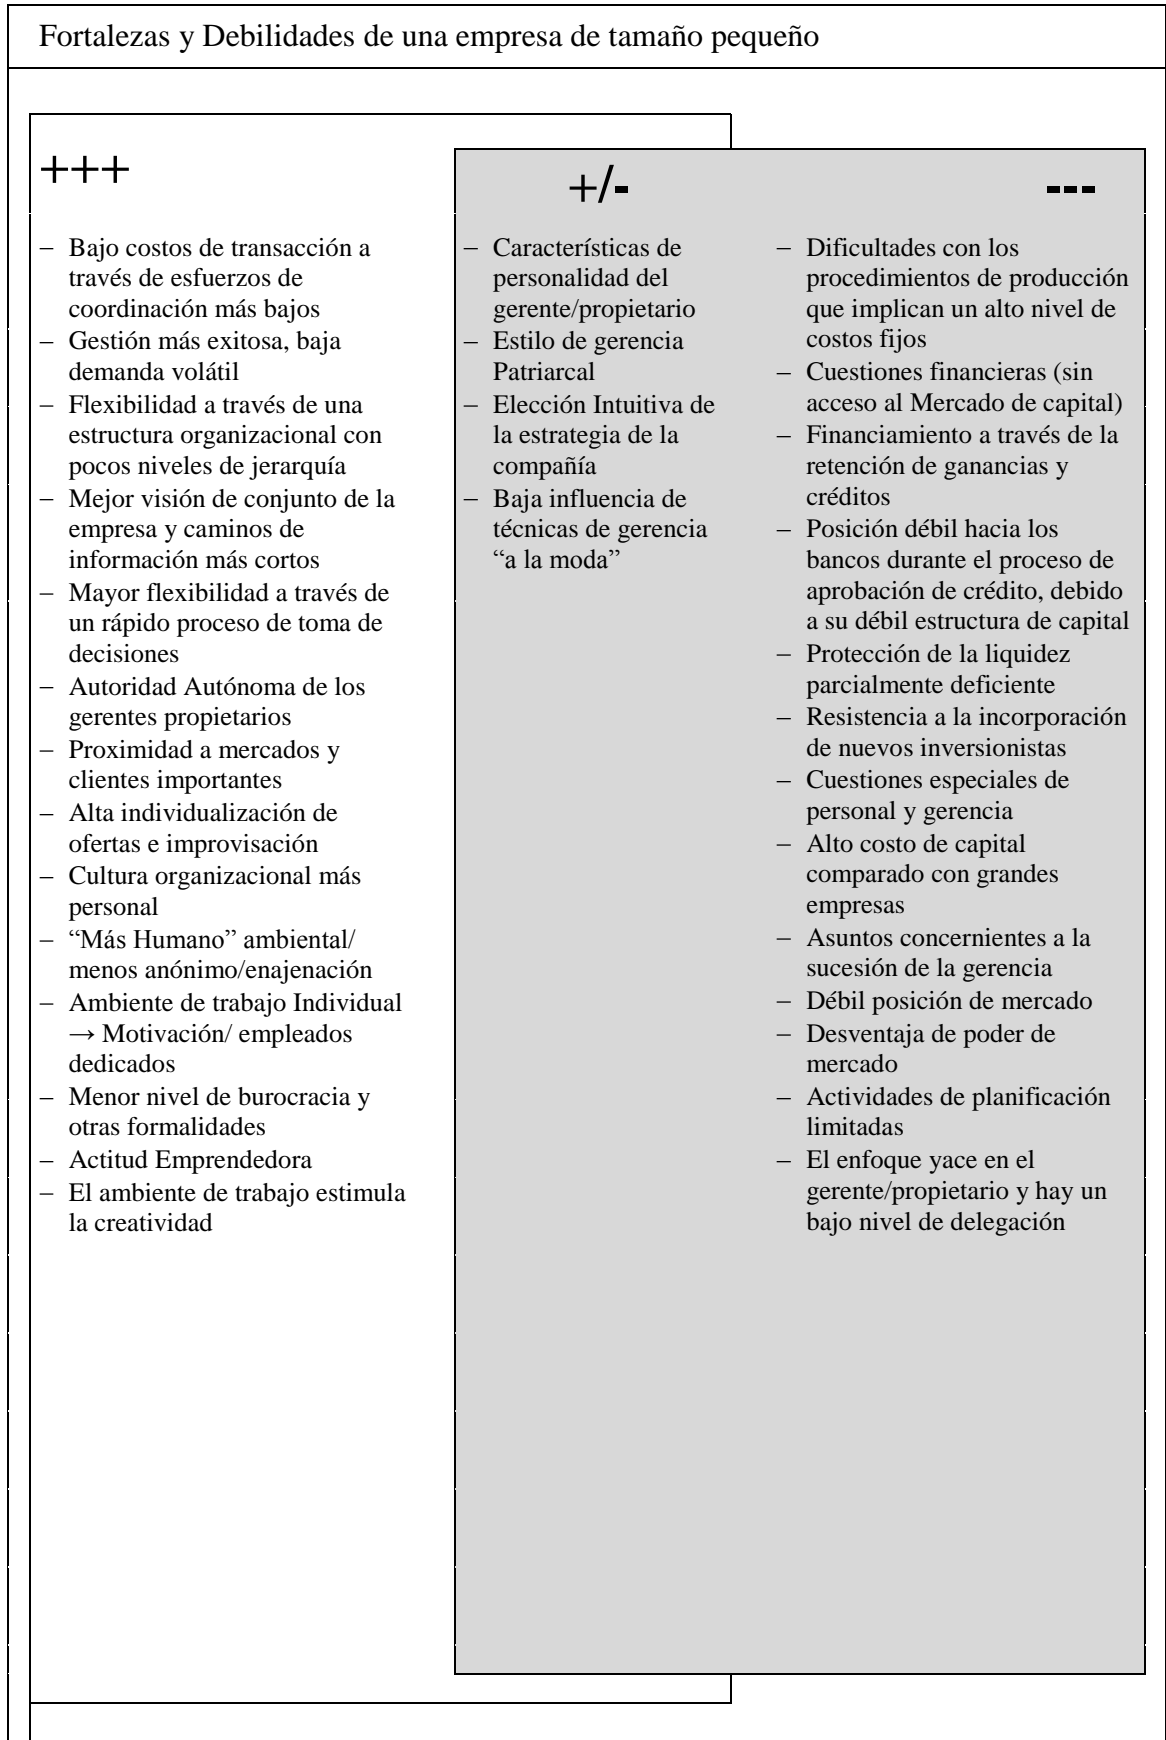 Fortalezas y Debilidades de una empresa de tamaño pequeño
+++
– Bajo costos de transacción a
través de esfuerzos de
coordinación más bajos
– Gestión más exitosa, baja
demanda volátil
– Flexibilidad a través de una
estructura organizacional con
pocos niveles de jerarquía
– Mejor visión de conjunto de la
empresa y caminos de
información más cortos
– Mayor flexibilidad a través de
un rápido proceso de toma de
decisiones
– Autoridad Autónoma de los
gerentes propietarios
– Proximidad a mercados y
clientes importantes
– Alta individualización de
ofertas e improvisación
– Cultura organizacional más
personal
– “Más Humano” ambiental/
menos anónimo/enajenación
– Ambiente de trabajo Individual
→ Motivación/ empleados
dedicados
– Menor nivel de burocracia y
otras formalidades
– Actitud Emprendedora
– El ambiente de trabajo estimula
la creatividad
+/-
– Características de
personalidad del
gerente/propietario
– Estilo de gerencia
Patriarcal
– Elección Intuitiva de
la estrategia de la
compañía
– Baja influencia de
técnicas de gerencia
“a la moda”
---
– Dificultades con los
procedimientos de producción
que implican un alto nivel de
costos fijos
– Cuestiones financieras (sin
acceso al Mercado de capital)
– Financiamiento a través de la
retención de ganancias y
créditos
– Posición débil hacia los
bancos durante el proceso de
aprobación de crédito, debido
a su débil estructura de capital
– Protección de la liquidez
parcialmente deficiente
– Resistencia a la incorporación
de nuevos inversionistas
– Cuestiones especiales de
personal y gerencia
– Alto costo de capital
comparado con grandes
empresas
– Asuntos concernientes a la
sucesión de la gerencia
– Débil posición de mercado
– Desventaja de poder de
mercado
– Actividades de planificación
limitadas
– El enfoque yace en el
gerente/propietario y hay un
bajo nivel de delegación